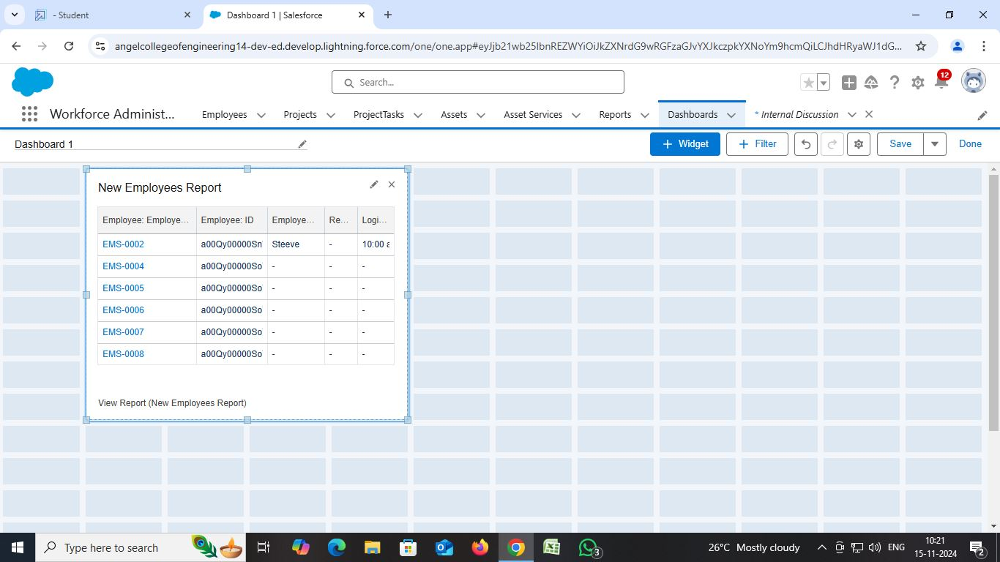 - Student
Dashboard 1 | Salesforce
angelcollegeofengineering14-dev-ed.develop.lightning.force.com/one/one.app#eyJjb21wb25lbnREZWYiOiJkZXNrdG9wRGFzaGJvYXJkczpkYXNoYm9hcmQiLCJhdHRyaWJ1dG...
Search...
12
Workforce Administ...
Employees
Projects
ProjectTasks
Assets
Asset Services
Reports
Dashboards
* Internal Discussion
Dashboard 1
+ Widget
+ Filter
Save
Done
New Employees Report
Employee: Employe... Employee: ID Employe... Re... Logi...
EMS-0002 a00Qy00000Sn Steeve - 10:00 a
EMS-0004 a00Qy00000So - - -
EMS-0005 a00Qy00000So - - -
EMS-0006 a00Qy00000So - - -
EMS-0007 a00Qy00000So - - -
EMS-0008 a00Qy00000So - - -
View Report (New Employees Report)
Type here to search
3
26°C Mostly cloudy
ENG
10:21
15-11-2024
2